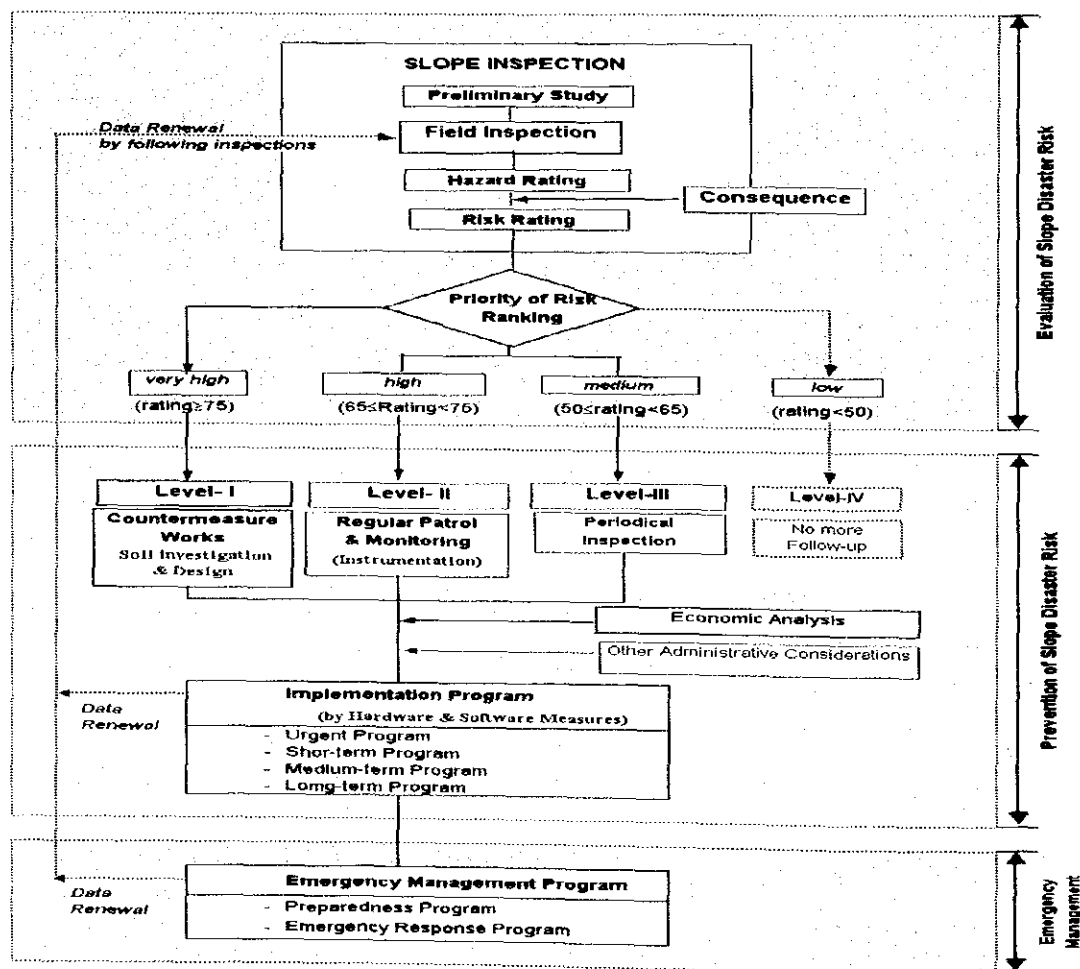 SLOPE INSPECTION
Preliminary Study
Data Renewal
by following inspections
Field Inspection
Hazard Rating
Consequence
Risk Rating
Priority of Risk
Ranking
very high
(rating≥75)
high
(65≤Rating<75)
medium
(50≤rating<65)
low
(rating<50)
Evaluation of Slope Disaster Risk
Level- I
Countermeasure
Works
Soil Investigation
& Design
Level- II
Regular Patrol
& Monitoring
(Instrumentation)
Level-III
Periodical
Inspection
Level-IV
No more
Follow-up
Economic Analysis
Other Administrative Considerations
Data
Renewal
Implementation Program
(by Hardware & Software Measures)
- Urgent Program
- Shor-term Program
- Medium-term Program
- Lomg-term Program
Prevention of Slope Disaster Risk
Data
Renewal
Emergency Management Program
- Preparedness Program
- Emergency Response Program
Emergency
Management